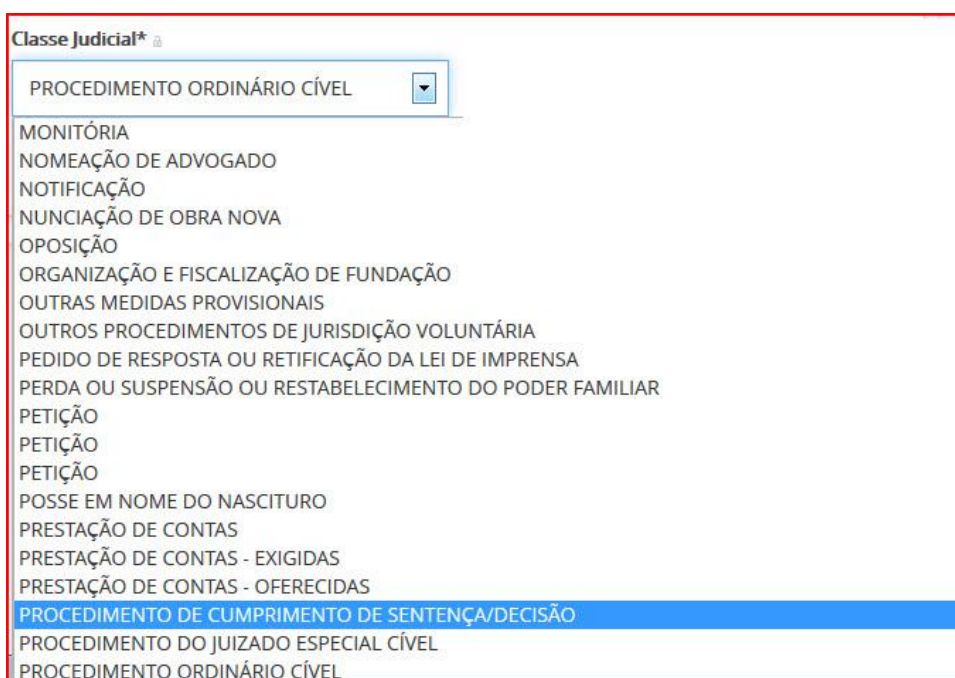 Classe Judicial*
PROCEDIMENTO ORDINÁRIO CÍVEL
MONITÓRIA
NOMEAÇÃO DE ADVOGADO
NOTIFICAÇÃO
NUNCIAÇÃO DE OBRA NOVA
OPOSIÇÃO
ORGANIZAÇÃO E FISCALIZAÇÃO DE FUNDAÇÃO
OUTRAS MEDIDAS PROVISIONAIS
OUTROS PROCEDIMENTOS DE JURISDIÇÃO VOLUNTÁRIA
PEDIDO DE RESPOSTA OU RETIFICAÇÃO DA LEI DE IMPRENSA
PERDA OU SUSPENSÃO OU RESTABELECIMENTO DO PODER FAMILIAR
PETIÇÃO
PETIÇÃO
PETIÇÃO
POSSE EM NOME DO NASCITURO
PRESTAÇÃO DE CONTAS
PRESTAÇÃO DE CONTAS - EXIGIDAS
PRESTAÇÃO DE CONTAS - OFERECIDAS
PROCEDIMENTO DE CUMPRIMENTO DE SENTENÇA/DECISÃO
PROCEDIMENTO DO JUIZADO ESPECIAL CÍVEL
PROCEDIMENTO ORDINÁRIO CÍVEL